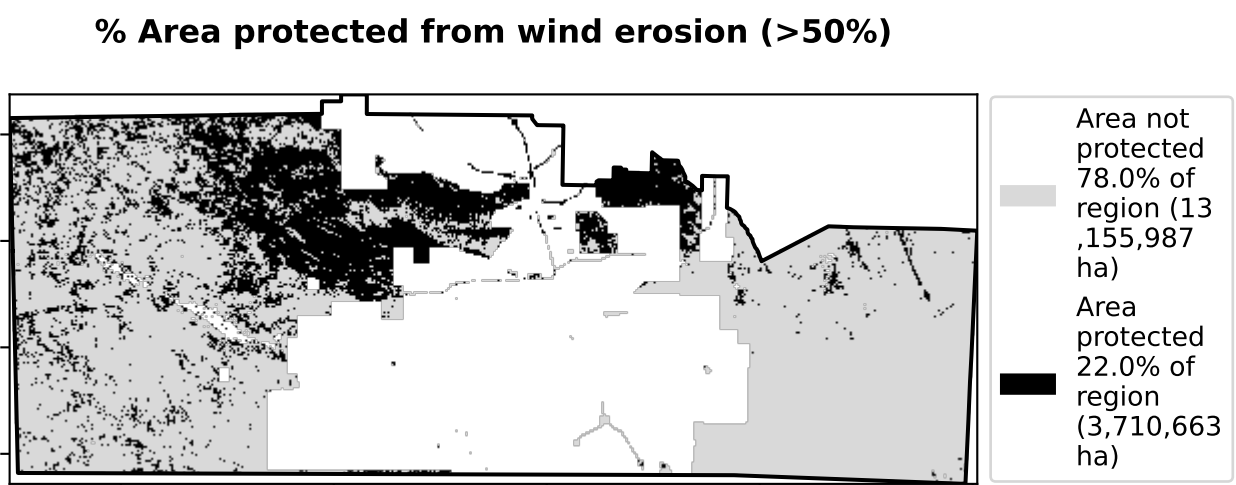 % Area protected from wind erosion (>50%)
Area not
protected
78.0% of
region (13
,155,987
ha)
Area
protected
22.0% of
region
(3,710,663
ha)